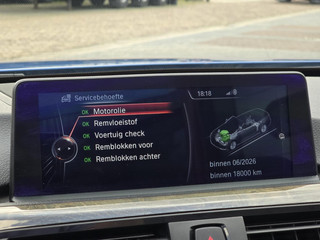 Servicebehoefte
18:18
OK Motorolie
OK Remvloeistof
OK Voertuig check
OK Remblokken voor
OK Remblokken achter
binnen 06/2026
binnen 18000 km